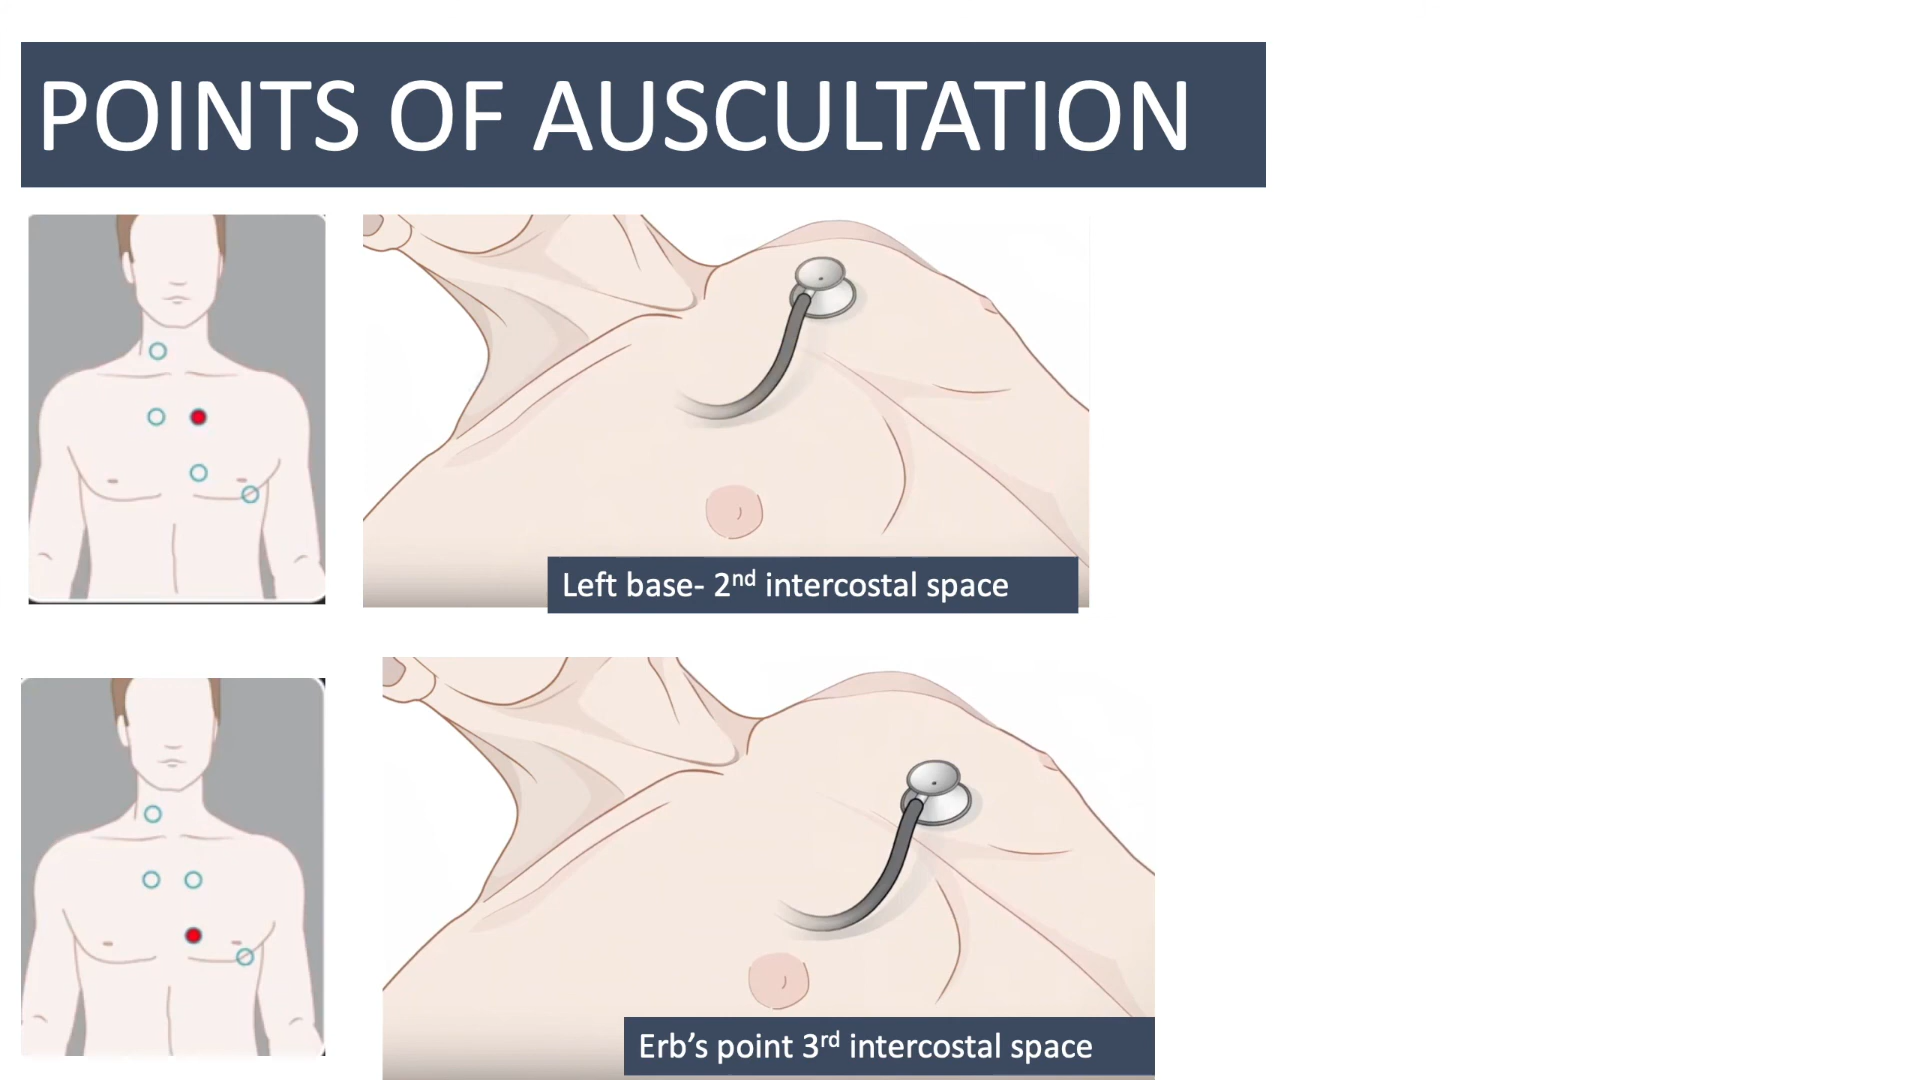 POINTS OF AUSCULTATION
Left base- 2nd intercostal space
Erb’s point 3rd intercostal space